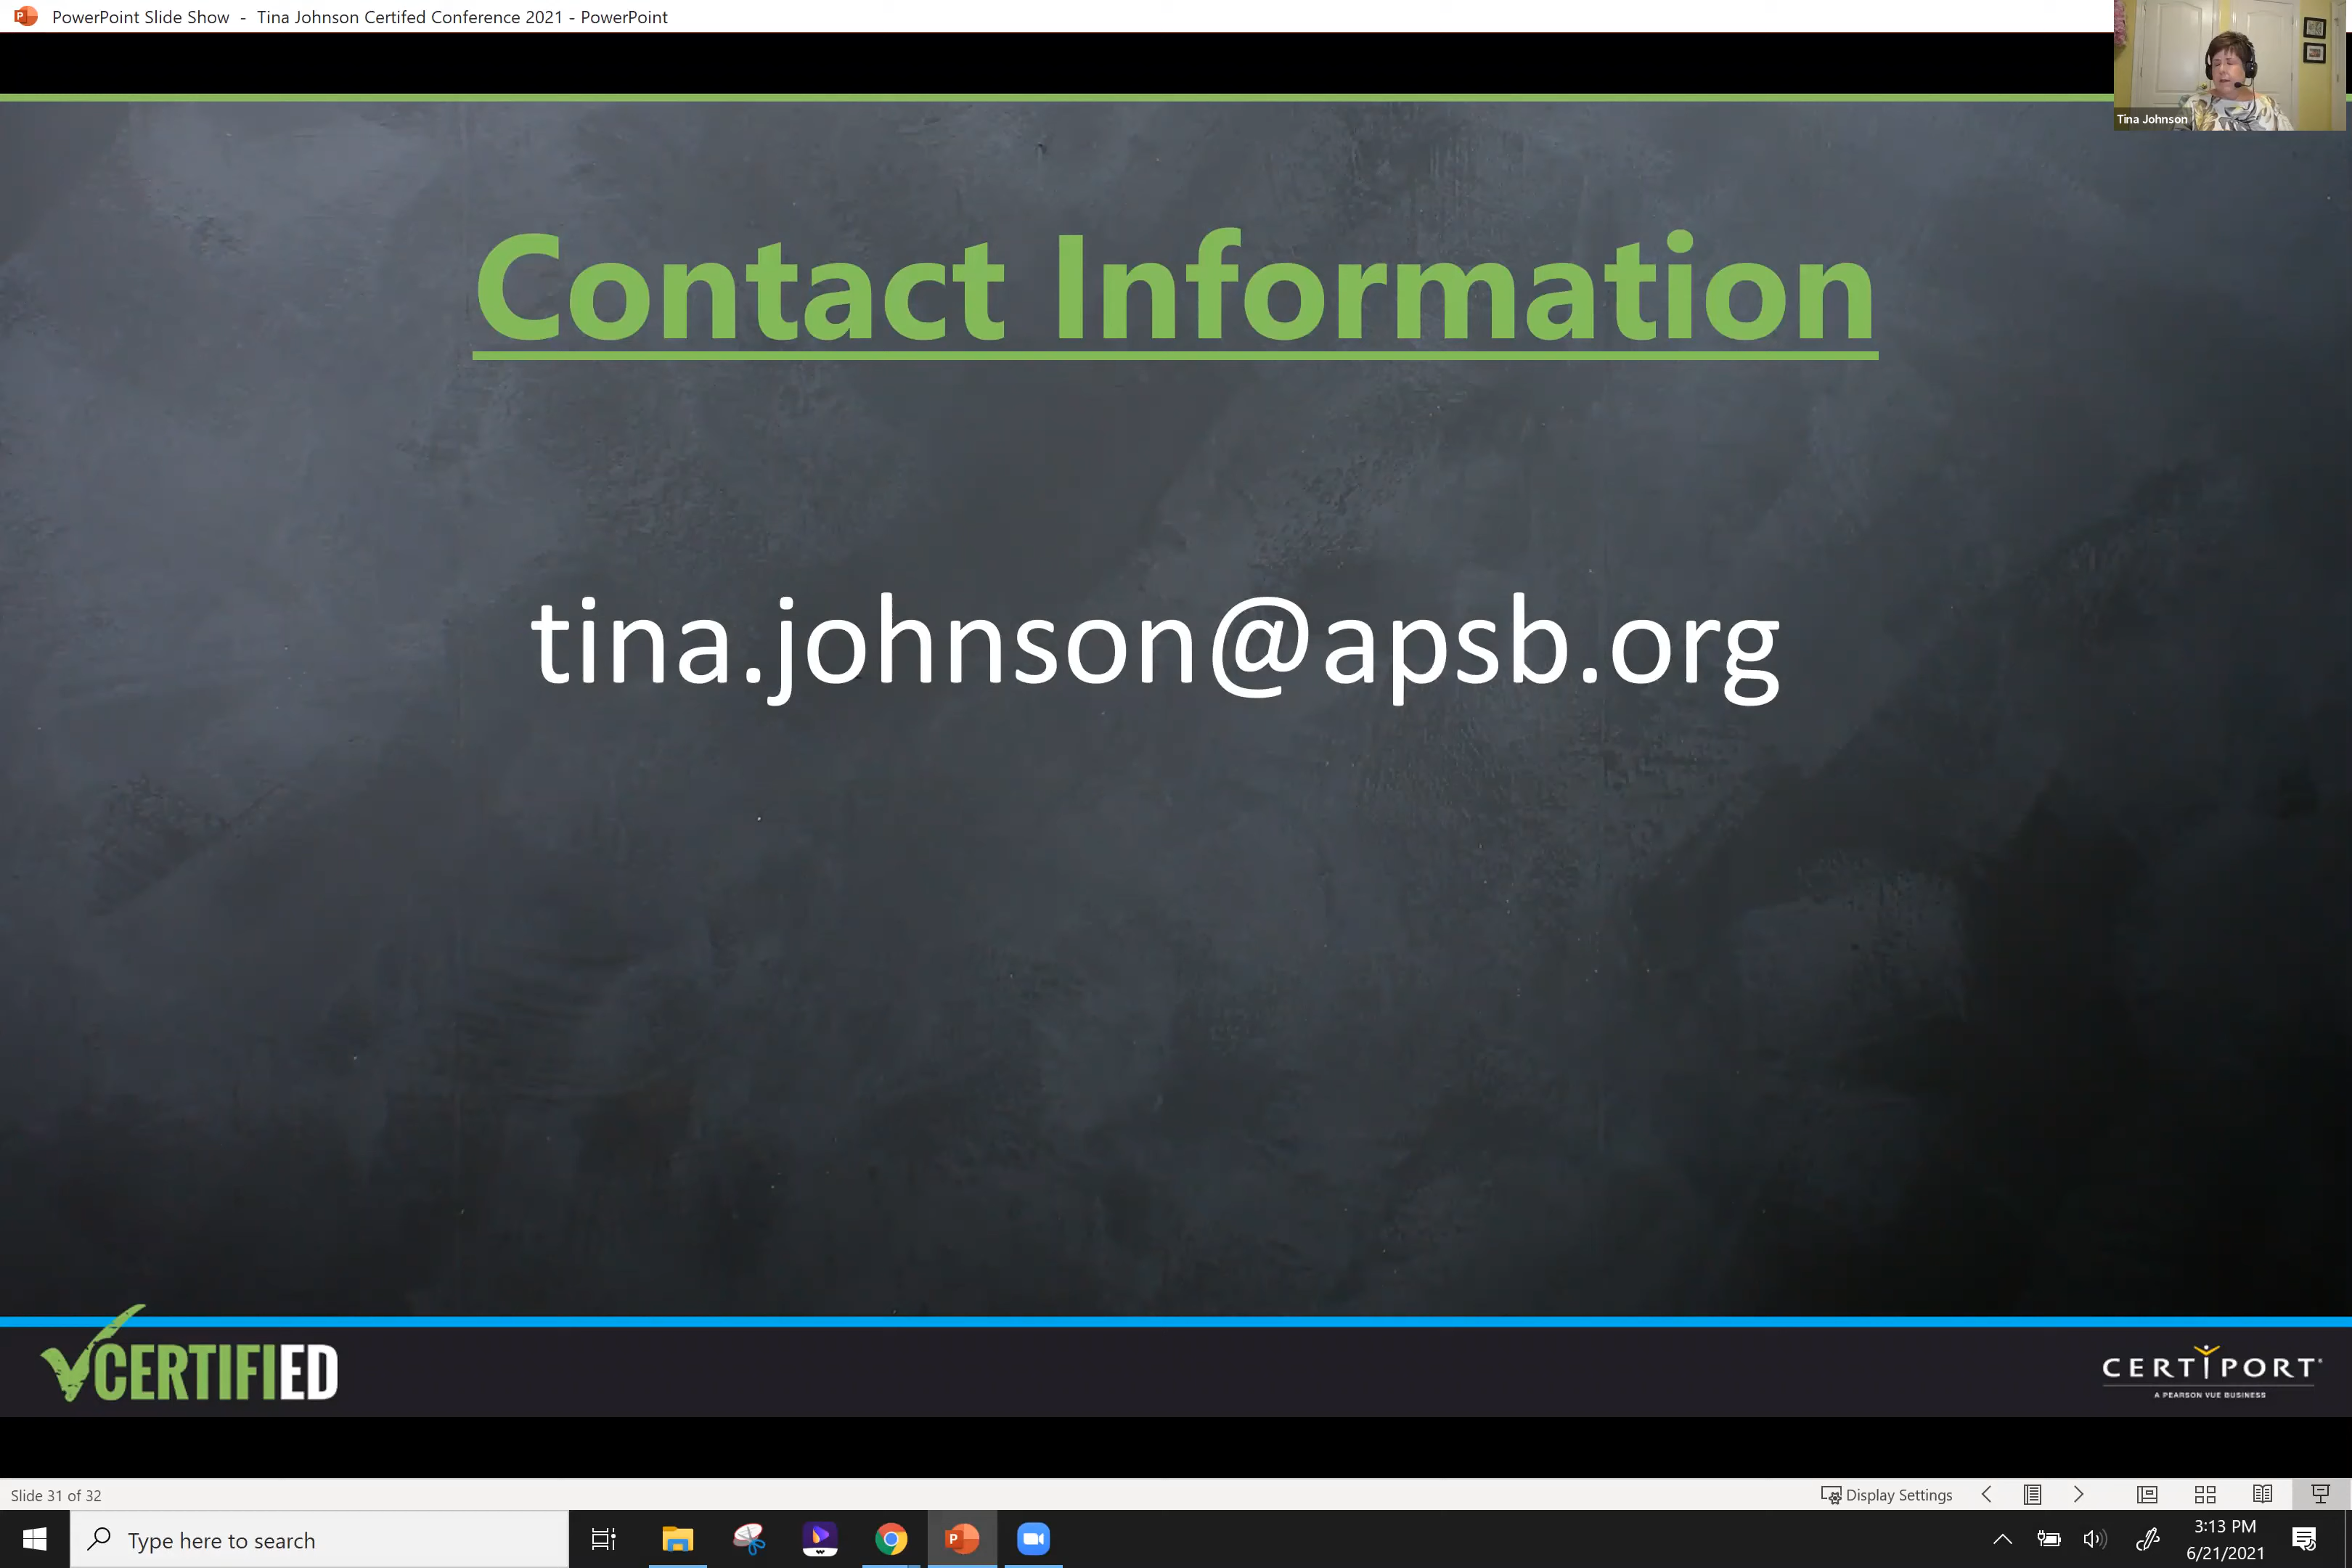 PowerPoint Slide Show - Tina Johnson Certifed Conference 2021 - PowerPoint
Tina Johnson
Contact Information
tina.johnson@apsb.org
CERTIFIED
CERTIPORT
A PEARSON VUE BUSINESS
Slide 31 of 32
Display Settings
Type here to search
3:13 PM
6/21/2021